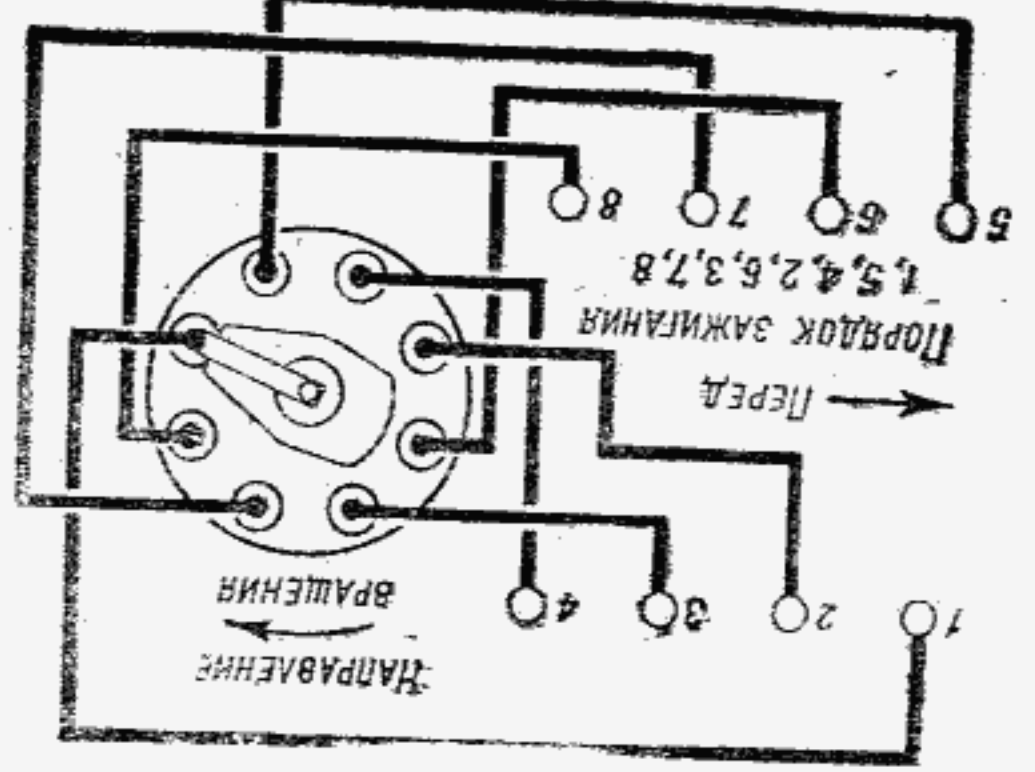 НАПРАВЛЕНИЕ
ВРАЩЕНИЯ
1 2 3 4
ПЕРЕД
ПОРЯДОК ЗАЖИГАНИЯ
1,5,4,2,6,3,7,8
5 6 7 8